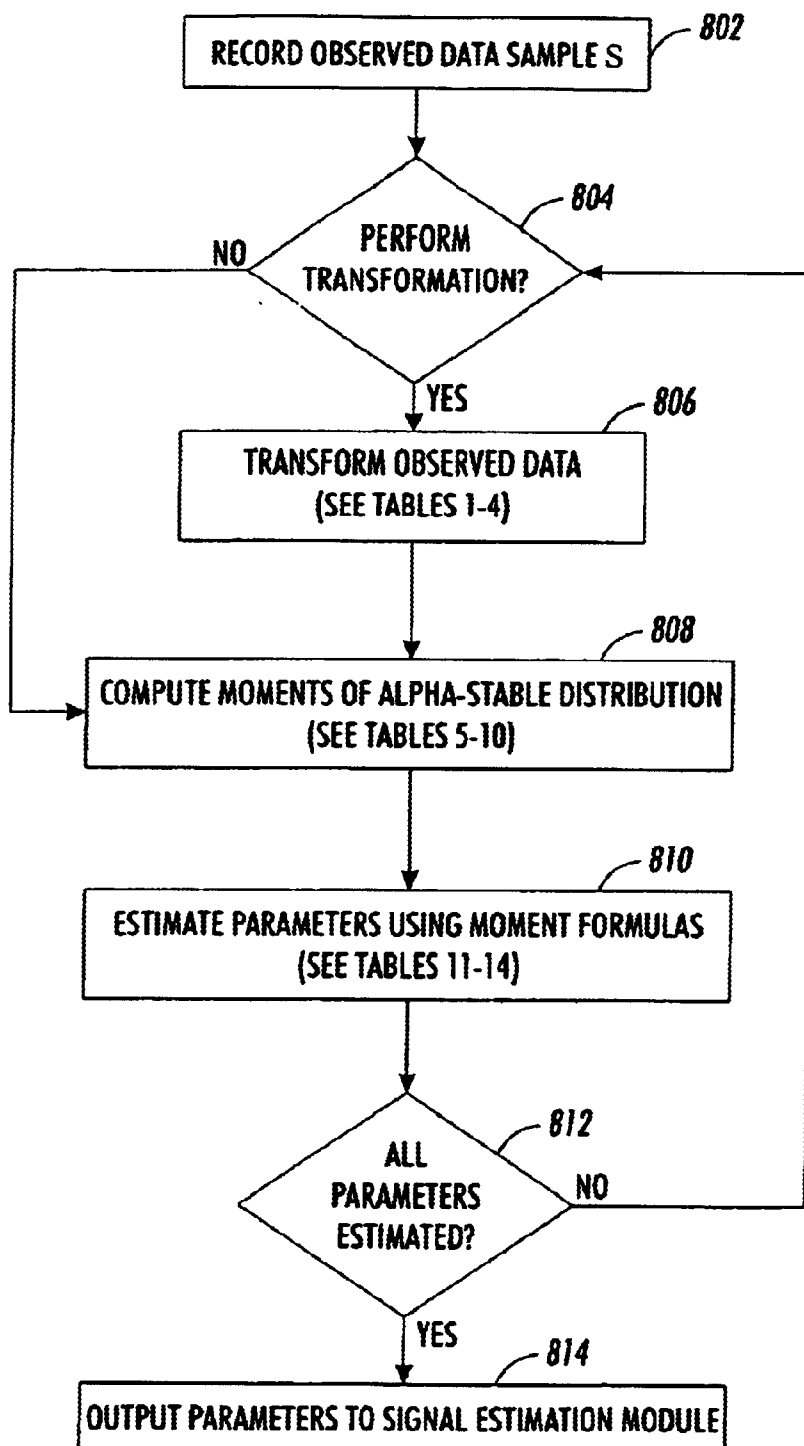 802
RECORD OBSERVED DATA SAMPLE S
804
PERFORM
TRANSFORMATION?
NO
YES
806
TRANSFORM OBSERVED DATA
(SEE TABLES 1-4)
808
COMPUTE MOMENTS OF ALPHA-STABLE DISTRIBUTION
(SEE TABLES 5-10)
810
ESTIMATE PARAMETERS USING MOMENT FORMULAS
(SEE TABLES 11-14)
812
ALL
PARAMETERS
ESTIMATED?
NO
YES
814
OUTPUT PARAMETERS TO SIGNAL ESTIMATION MODULE